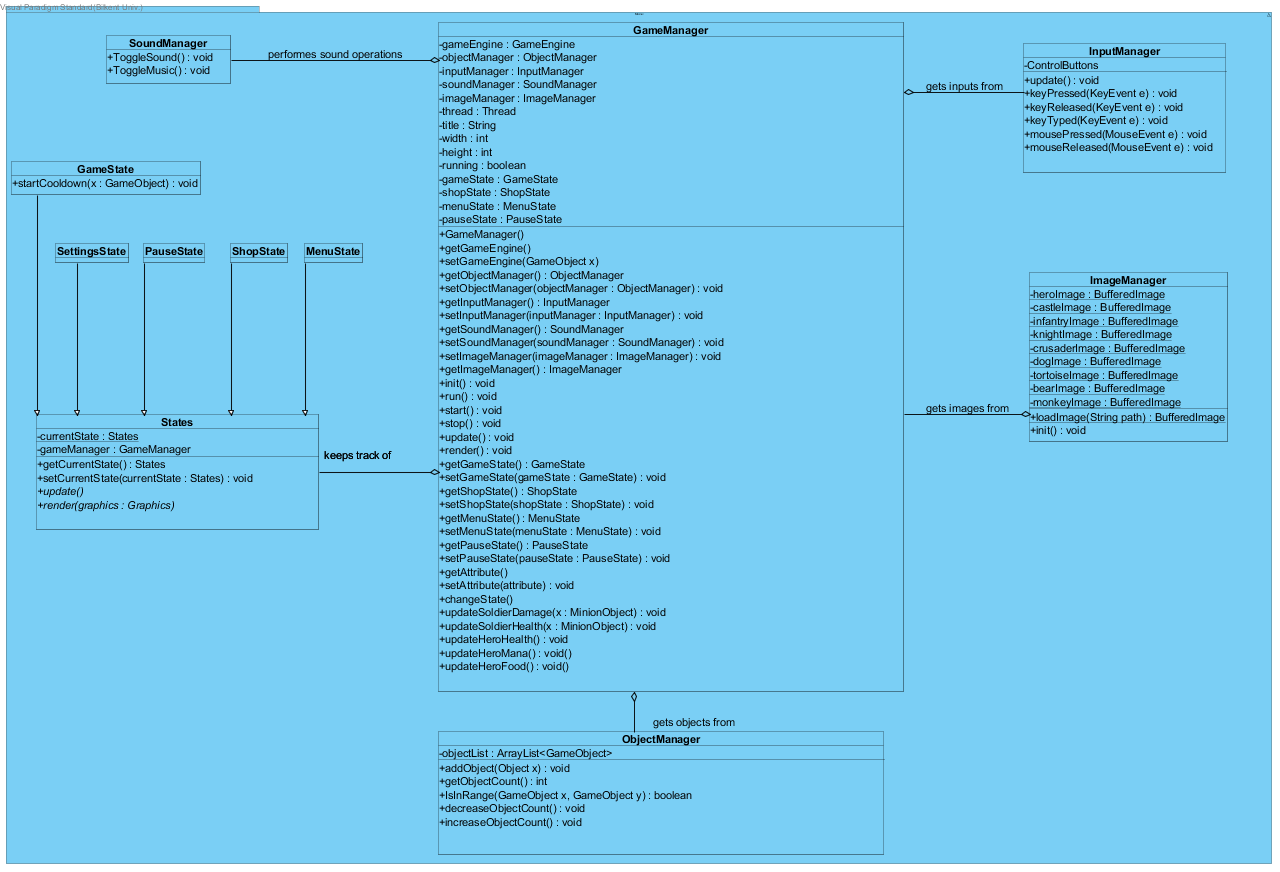 Visual Paradigm Standard(Bilkent Univ.)
SoundManager
+ToggleSound() : void
+ToggleMusic() : void
performes sound operations
GameManager
-gameEngine : GameEngine
-objectManager : ObjectManager
-inputManager : InputManager
-soundManager : SoundManager
-imageManager : ImageManager
-thread : Thread
-title : String
-width : int
-height : int
-running : boolean
-gameState : GameState
-shopState : ShopState
-menuState : MenuState
-pauseState : PauseState
+GameManager()
+getGameEngine()
+setGameEngine(GameObject x)
+getObjectManager() : ObjectManager
+setObjectManager(objectManager : ObjectManager) : void
+getInputManager() : InputManager
+setInputManager(inputManager : InputManager) : void
+getSoundManager() : SoundManager
+setSoundManager(soundManager : SoundManager) : void
+setImageManager(imageManager : ImageManager) : void
+getImageManager() : ImageManager
+init() : void
+run() : void
+start() : void
+stop() : void
+update() : void
+render() : void
+getGameState() : GameState
+setGameState(gameState : GameState) : void
+getShopState() : ShopState
+setShopState(shopState : ShopState) : void
+getMenuState() : MenuState
+setMenuState(menuState : MenuState) : void
+getPauseState() : PauseState
+setPauseState(pauseState : PauseState) : void
+getAttribute()
+setAttribute(attribute) : void
+changeState()
+updateSoldierDamage(x : MinionObject) : void
+updateSoldierHealth(x : MinionObject) : void
+updateHeroHealth() : void
+updateHeroMana() : void()
+updateHeroFood() : void()
gets inputs from
InputManager
-ControlButtons
+update() : void
+keyPressed(KeyEvent e) : void
+keyReleased(KeyEvent e) : void
+keyTyped(KeyEvent e) : void
+mousePressed(MouseEvent e) : void
+mouseReleased(MouseEvent e) : void
GameState
+startCooldown(x : GameObject) : void
SettingsState
PauseState
ShopState
MenuState
States
-currentState : States
-gameManager : GameManager
+getCurrentState() : States
+setCurrentState(currentState : States) : void
+update()
+render(graphics : Graphics)
keeps track of
gets images from
ImageManager
-heroImage : BufferedImage
-castleImage : BufferedImage
-infantryImage : BufferedImage
-knightImage : BufferedImage
-crusaderImage : BufferedImage
-dogImage : BufferedImage
-tortoiseImage : BufferedImage
-bearImage : BufferedImage
-monkeyImage : BufferedImage
+loadImage(String path) : BufferedImage
+init() : void
gets objects from
ObjectManager
-objectList : ArrayList<GameObject>
+addObject(Object x) : void
+getObjectCount() : int
+IsInRange(GameObject x, GameObject y) : boolean
+decreaseObjectCount() : void
+increaseObjectCount() : void